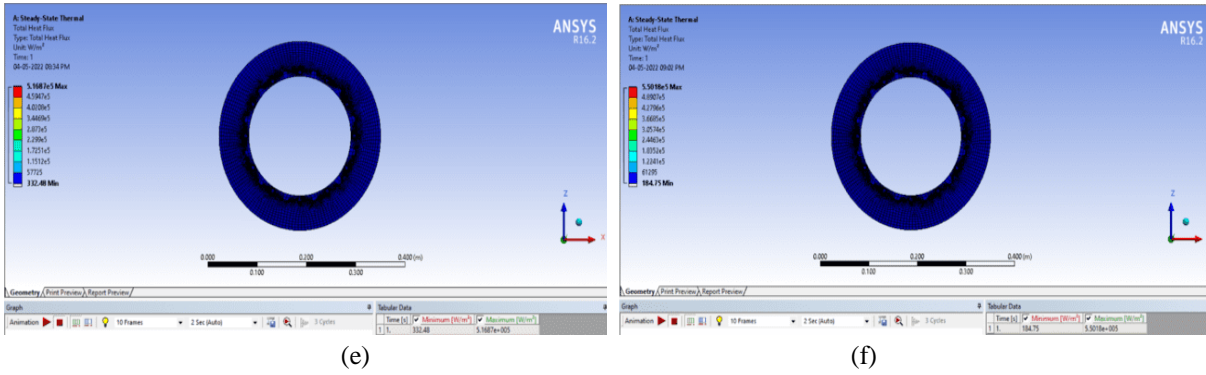 A: Steady-State Thermal
Total Heat Flux
Type: Total Heat Flux
Unit: W/m²
Time: 1
04-05-2022 09:34 PM
ANSYS
R16.2
5.1687e5 Max
4.5947e5
4.0208e5
3.4469e5
2.873e5
2.299e5
1.7251e5
1.1512e5
57725
332.48 Min
Z
X
0.000
0.200
0.400 (m)
0.100
0.300
Geometry Print Preview Report Preview
Graph
Animation
10 Frames
2 Sec (Auto)
3 Cycles
Tabular Data
Time [s] Minimum [W/m²] Maximum [W/m²]
1 1. 332.48 5.1687e+005
(e)
A: Steady-State Thermal
Total Heat Flux
Type: Total Heat Flux
Unit: W/m²
Time: 1
04-05-2022 09:02 PM
ANSYS
R16.2
5.5018e5 Max
4.8907e5
4.2796e5
3.6685e5
3.0574e5
2.4463e5
1.8352e5
1.2241e5
61295
184.75 Min
Z
X
0.000
0.200
0.400 (m)
0.100
0.300
Geometry Print Preview Report Preview
Graph
Animation
10 Frames
2 Sec (Auto)
3 Cycles
Tabular Data
Time [s] Minimum [W/m²] Maximum [W/m²]
1 1. 184.75 5.5018e+005
(f)